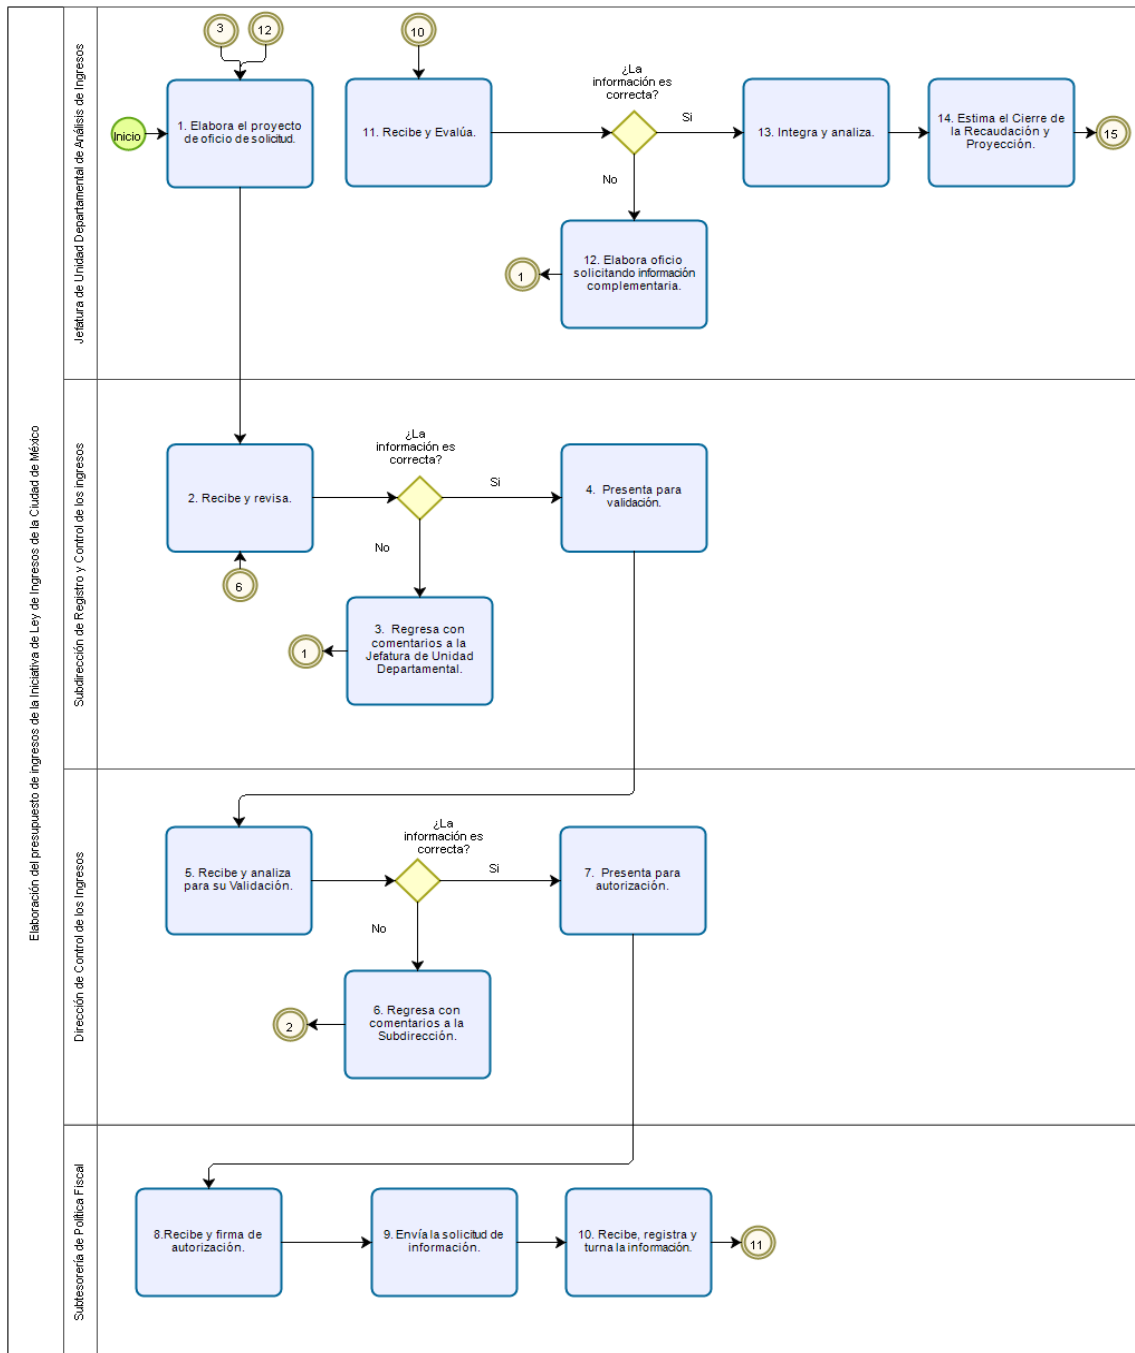 Elaboración del presupuesto de ingresos de la Iniciativa de Ley de Ingresos de la Ciudad de México
Jefatura de Unidad Departamental de Análisis de Ingresos
3
12
10
Inicio
1. Elabora el proyecto
de oficio de solicitud.
11. Recibe y Evalúa.
¿La
información es
correcta?
Si
No
13. Integra y analiza.
14. Estima el Cierre de
la Recaudación y
Proyección.
15
12. Elabora oficio
solicitando información
complementaria.
1
Subdirección de Registro y Control de los ingresos
2. Recibe y revisa.
6
¿La
información es
correcta?
Si
No
4. Presenta para
validación.
3. Regresa con
comentarios a la
Jefatura de Unidad
Departamental.
1
Dirección de Control de los Ingresos
5. Recibe y analiza
para su Validación.
¿La
información es
correcta?
Si
No
7. Presenta para
autorización.
6. Regresa con
comentarios a la
Subdirección.
2
Subtesorería de Política Fiscal
8.Recibe y firma de
autorización.
9. Envía la solicitud de
información.
10. Recibe, registra y
turna la información.
11